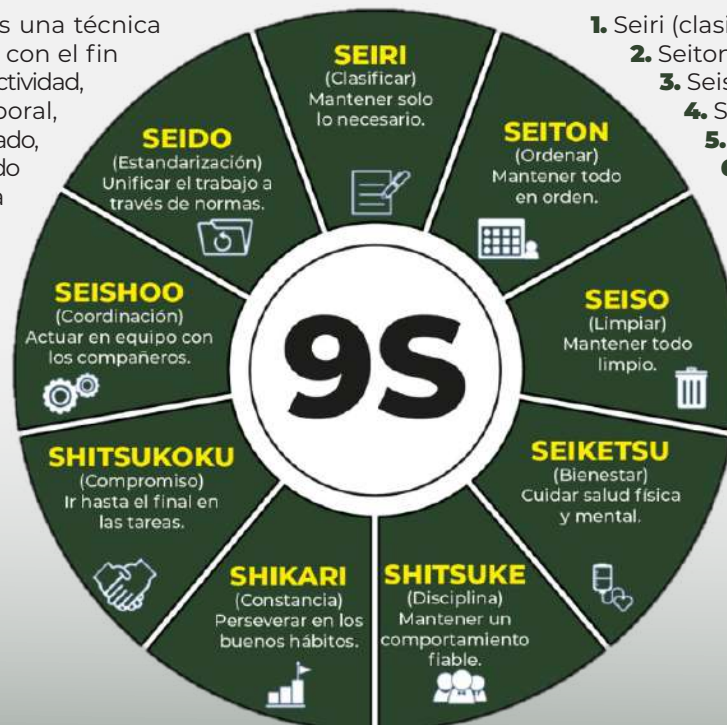 s una técnica
con el fin
ctividad,
poral,
ado,
do
a
1. Seiri (clasi
2. Seiton
3. Seis
4. S
5.
6
SEIRI
(Clasificar)
Mantener solo
lo necesario.
SEITON
(Ordenar)
Mantener todo
en orden.
SEISO
(Limpiar)
Mantener todo
limpio.
SEIKETSU
(Bienestar)
Cuidar salud física
y mental.
SHITSUKE
(Disciplina)
Mantener un
comportamiento
fiable.
SHIKARI
(Constancia)
Perseverar en los
buenos hábitos.
SHITSUKOKU
(Compromiso)
Ir hasta el final en
las tareas.
SEISHOO
(Coordinación)
Actuar en equipo con
los compañeros.
SEIDO
(Estandarización)
Unificar el trabajo a
través de normas.
9S